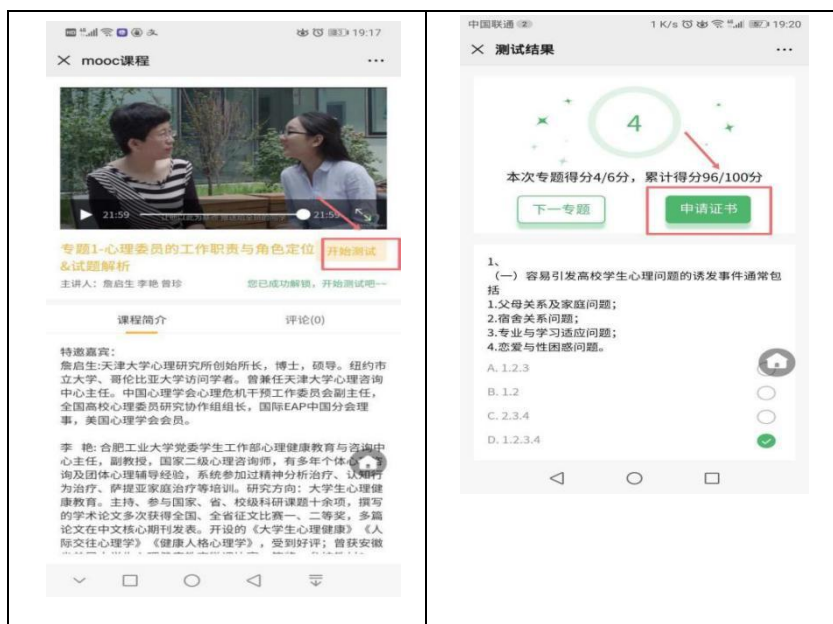 19:17
mooc课程
21:59
21:59
专题1-心理委员的工作职责与角色定位
&试题解析
开始测试
主讲人：詹启生 李艳 曾珍
您已成功解锁，开始测试吧~~
课程简介
评论(0)
特邀嘉宾：
詹启生:天津大学心理研究所创始所长，博士，硕导。纽约市
立大学、哥伦比亚大学访问学者。曾兼任天津大学心理咨询
中心主任。中国心理学会心理危机干预工作委员会副主任，
全国高校心理委员研究协作组组长，国际EAP中国分会理
事，美国心理学会会员。
李 艳: 合肥工业大学党委学生工作部心理健康教育与咨询中
心主任，副教授，国家二级心理咨询师，有多年个体心
询及团体心理辅导经验，系统参加过精神分析治疗、认知行
为治疗、萨提亚家庭治疗等培训。研究方向：大学生心理健
康教育。主持、参与国家、省、校级科研课题十余项，撰写
的学术论文多次获得全国、全省征文比赛一、二等奖，多篇
论文在中文核心期刊发表。开设的《大学生心理健康》《人
际交往心理学》《健康人格心理学》，受到好评；曾获安徽
中国联通 2
1 K/s
19:20
测试结果
4
本次专题得分4/6分，累计得分96/100分
下一专题
申请证书
1、
（一）容易引发高校学生心理问题的诱发事件通常包
括
1.父母关系及家庭问题；
2.宿舍关系问题；
3.专业与学习适应问题；
4.恋爱与性困惑问题。
A. 1.2.3
B. 1.2
C. 2.3.4
D. 1.2.3.4